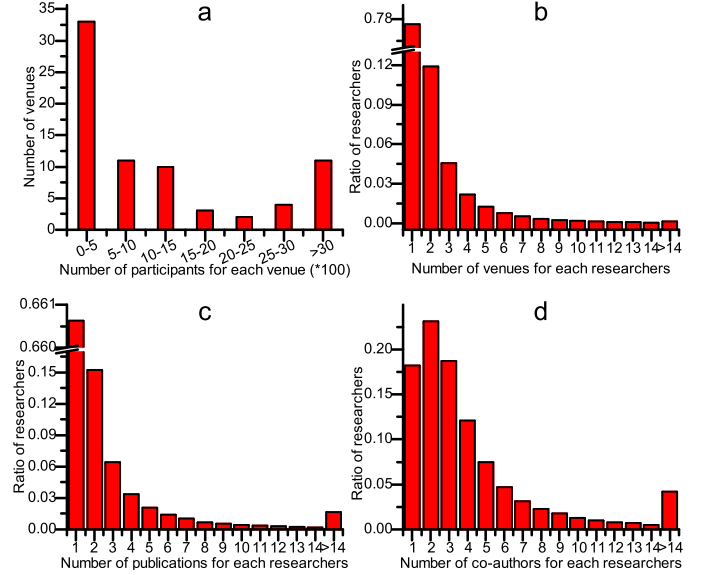 a
Number of venues
35
30
25
20
15
10
5
0
0-5 5-10 10-15 15-20 20-25 25-30 >30
Number of participants for each venue (*100)
b
Ratio of researchers
0.78
0.12
0.09
0.06
0.03
0.00
1 2 3 4 5 6 7 8 9 10 11 12 13 14 >14
Number of venues for each researchers
c
Ratio of researchers
0.661
0.660
0.15
0.12
0.09
0.06
0.03
0.00
1 2 3 4 5 6 7 8 9 10 11 12 13 14 >14
Number of publications for each researchers
d
Ratio of researchers
0.20
0.15
0.10
0.05
0.00
1 2 3 4 5 6 7 8 9 10 11 12 13 14 >14
Number of co-authors for each researchers